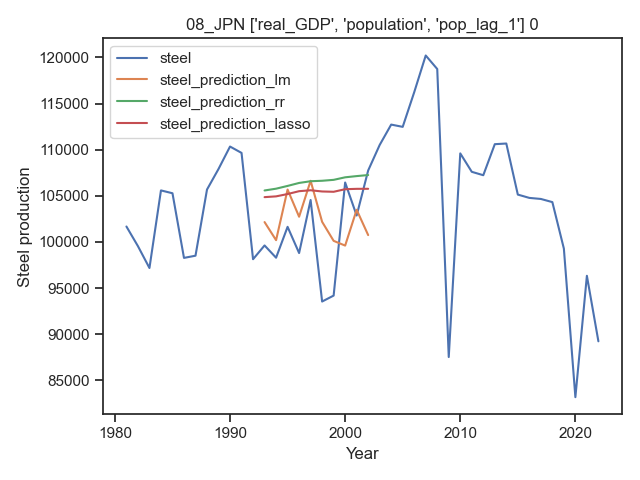 08_JPN ['real_GDP', 'population', 'pop_lag_1'] 0
steel
steel_prediction_lm
steel_prediction_rr
steel_prediction_lasso
Steel production
120000
115000
110000
105000
100000
95000
90000
85000
1980
1990
2000
2010
2020
Year